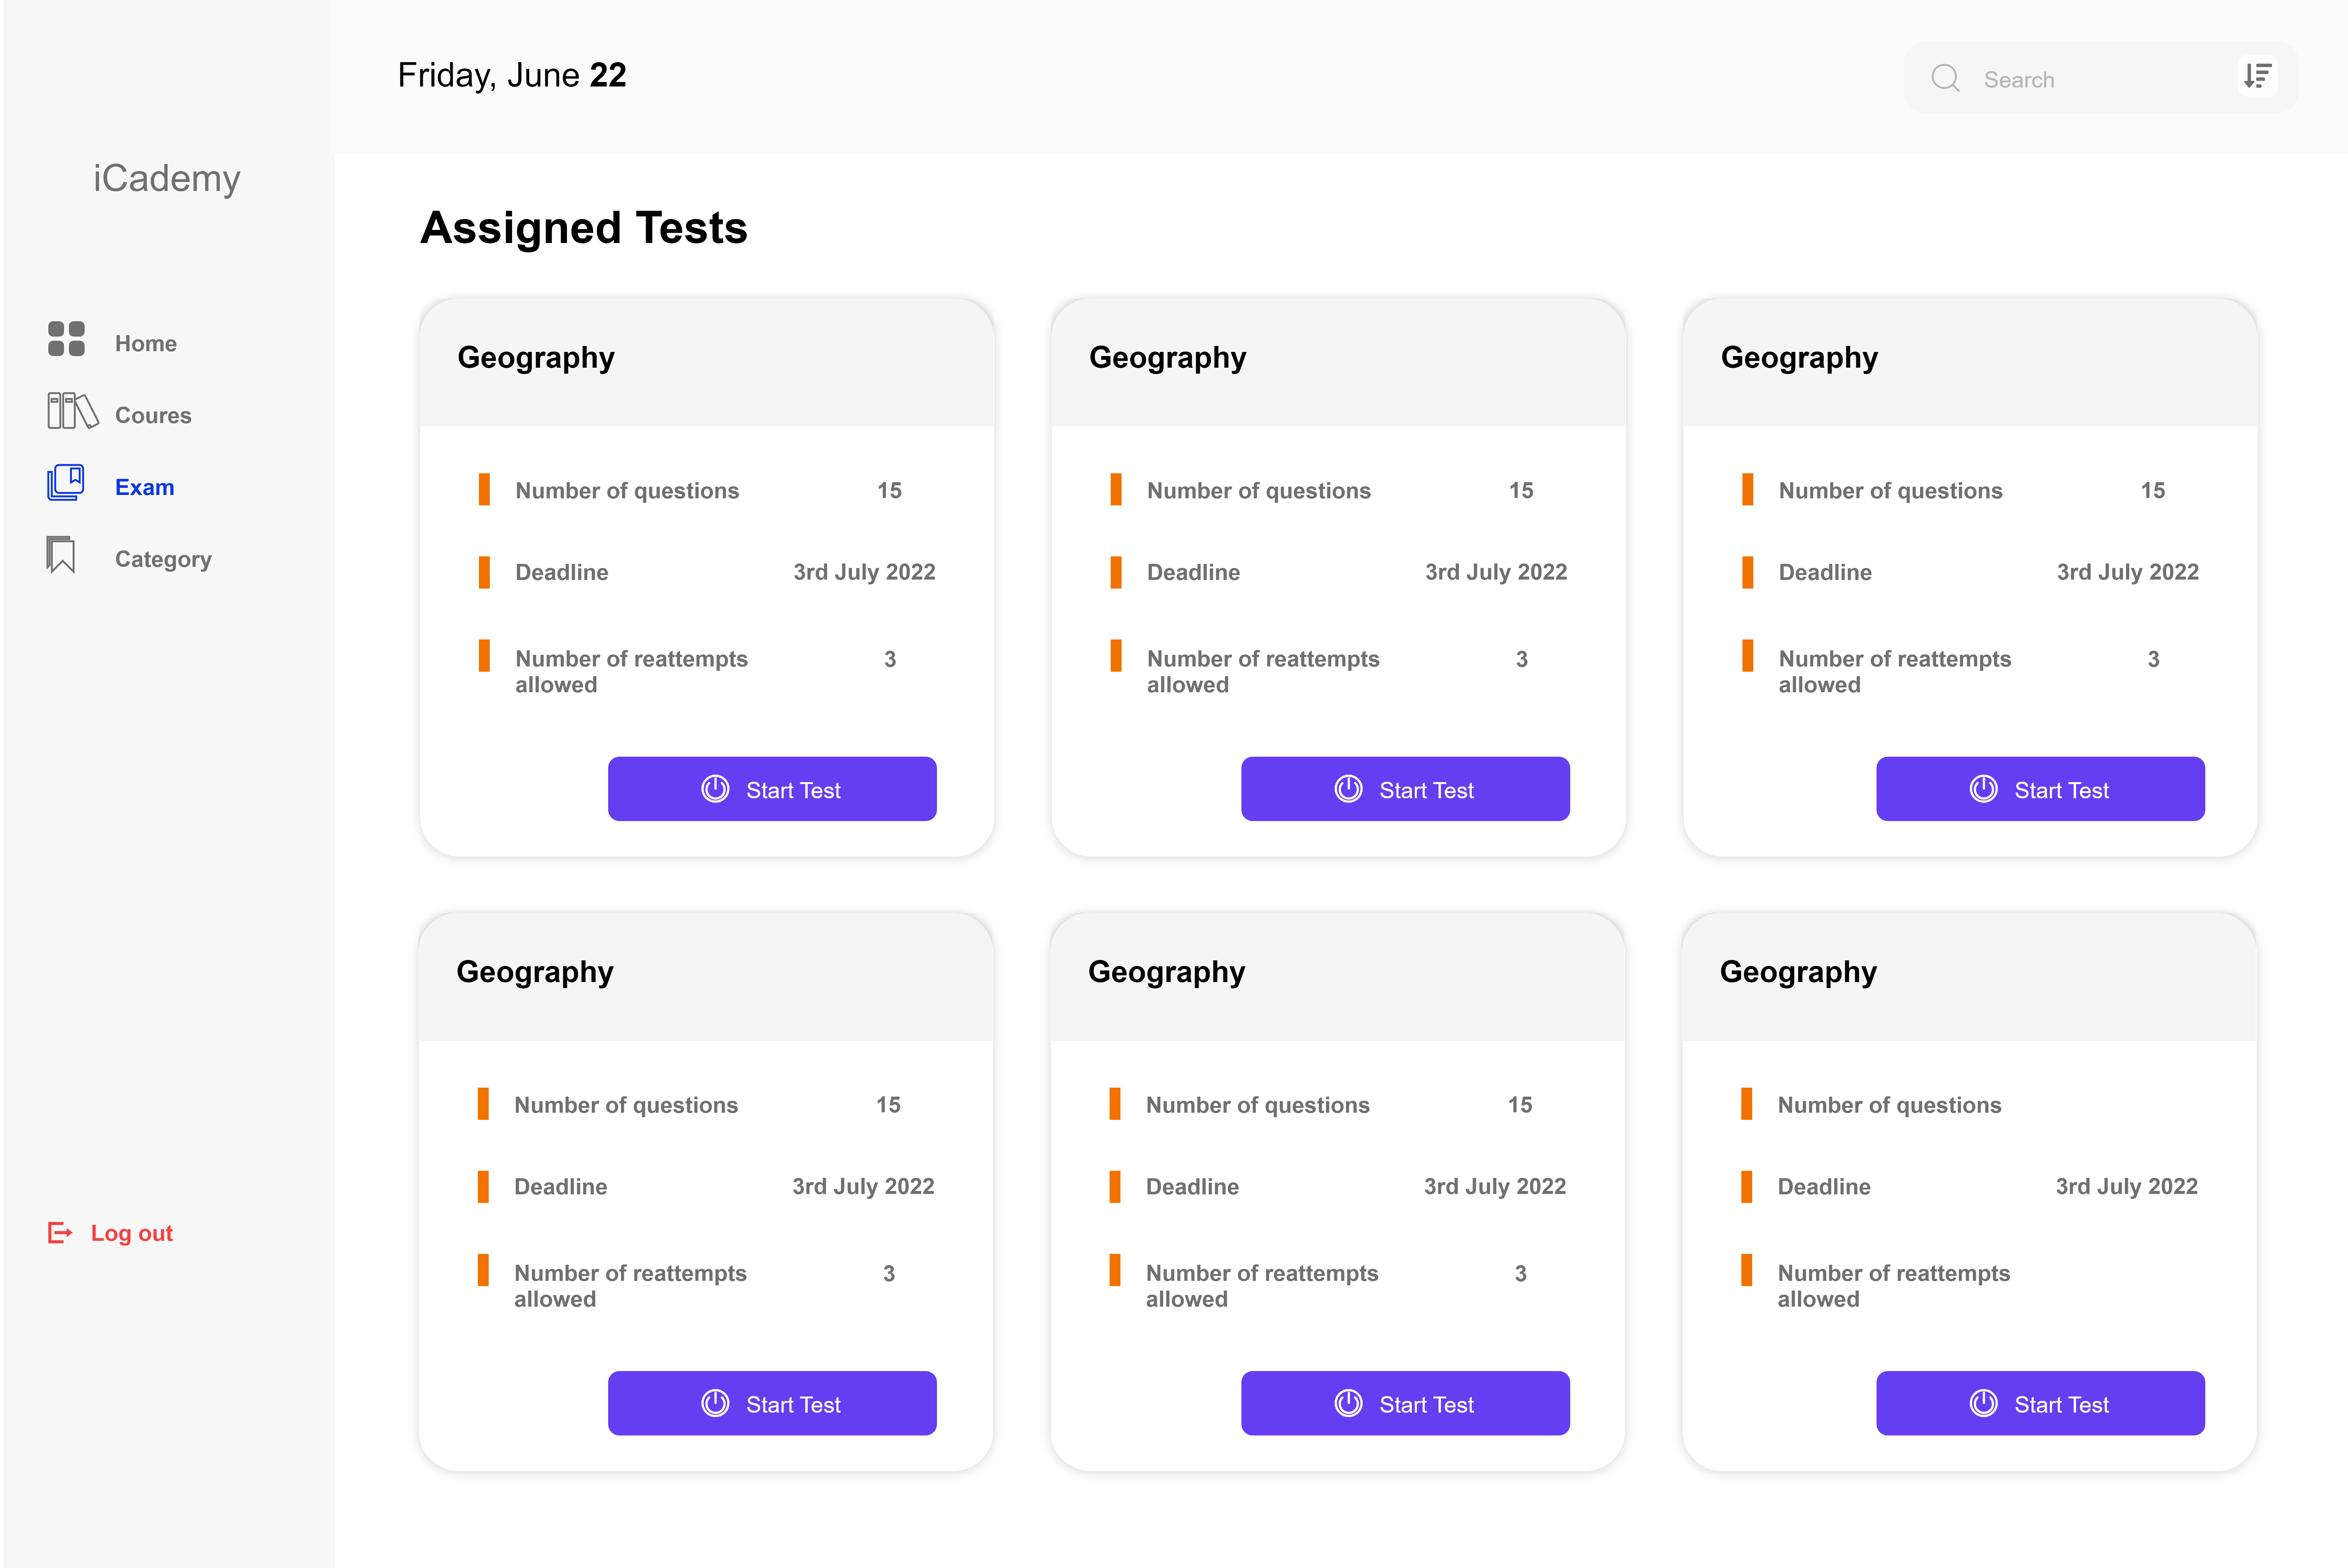 Friday, June 22
Search
iCademy
Home
Coures
Exam
Category
Log out
Assigned Tests
Geography
Number of questions 15
Deadline 3rd July 2022
Number of reattempts 3
allowed
Start Test
Geography
Number of questions 15
Deadline 3rd July 2022
Number of reattempts 3
allowed
Start Test
Geography
Number of questions 15
Deadline 3rd July 2022
Number of reattempts 3
allowed
Start Test
Geography
Number of questions 15
Deadline 3rd July 2022
Number of reattempts 3
allowed
Start Test
Geography
Number of questions 15
Deadline 3rd July 2022
Number of reattempts 3
allowed
Start Test
Geography
Number of questions
Deadline 3rd July 2022
Number of reattempts
allowed
Start Test